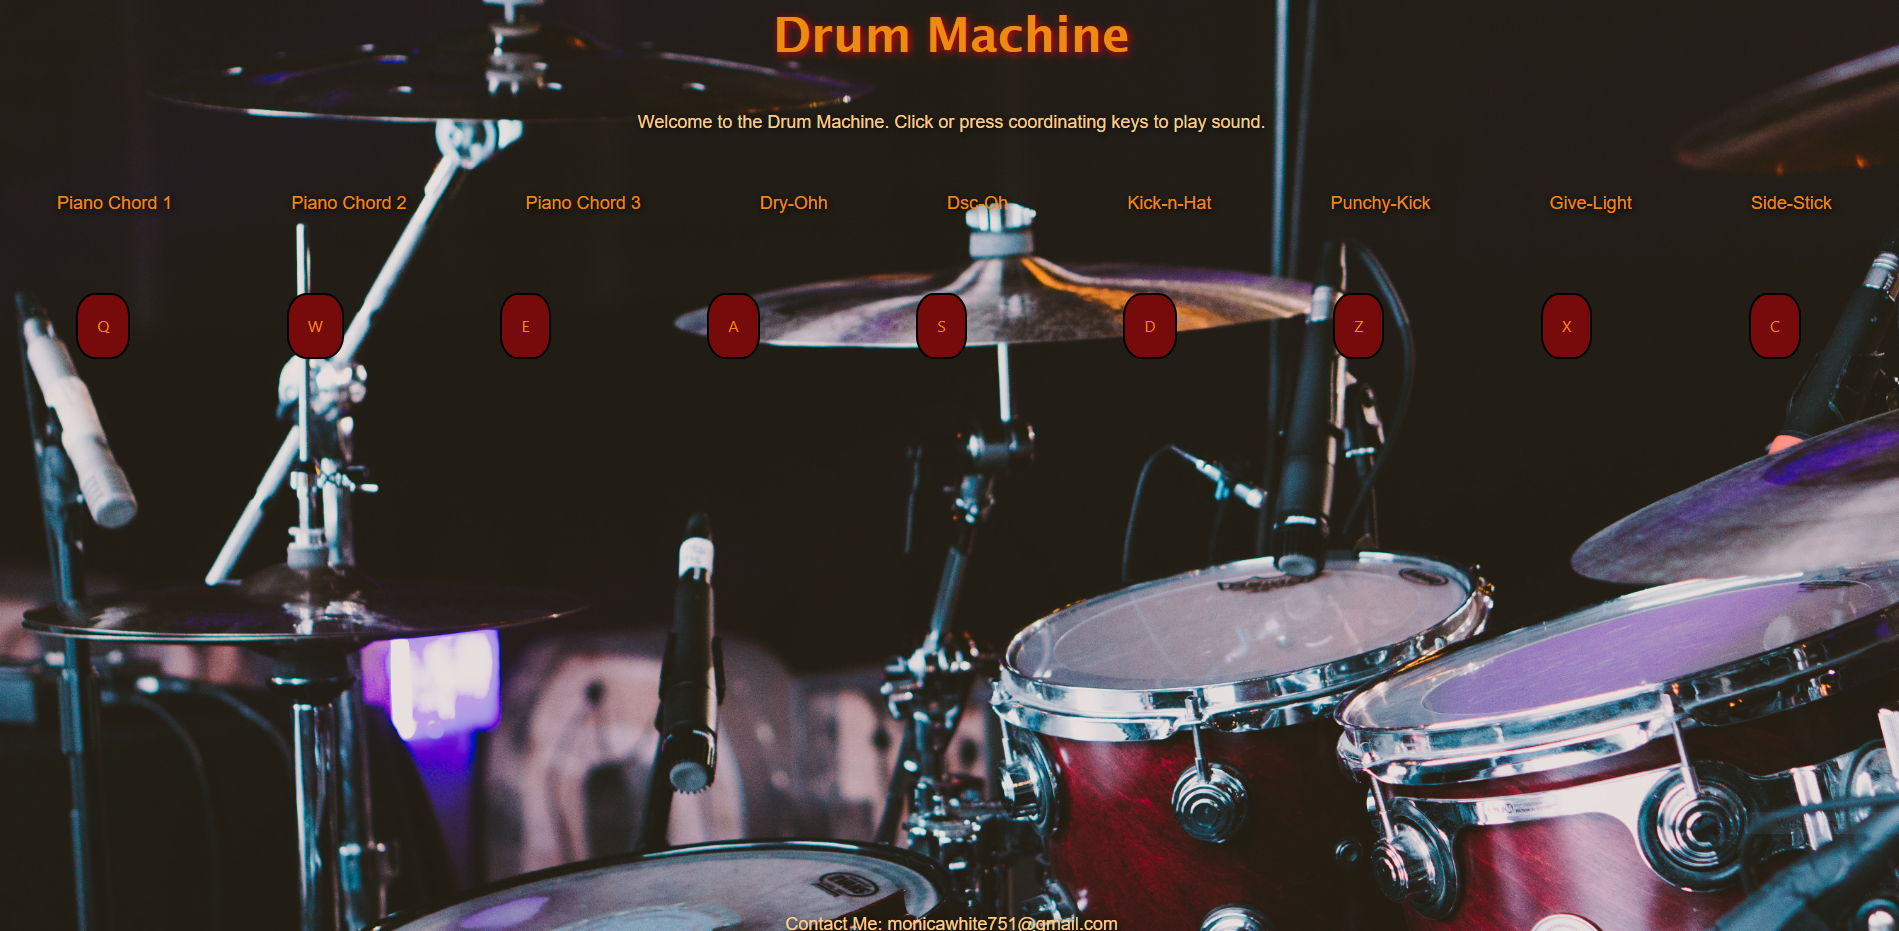 Drum Machine
Welcome to the Drum Machine. Click or press coordinating keys to play sound.
Piano Chord 1 Piano Chord 2 Piano Chord 3 Dry-Ohh Dsc-Oh Kick-n-Hat Punchy-Kick Give-Light Side-Stick
Q W E A S D Z X C
Contact Me: monicawhite751@gmail.com